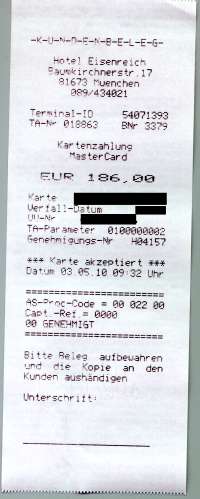 -K-U-N-D-E-N-B-E-L-E-G-
Hotel Eisenreich
Baumkirchnerstr.17
81673 Muenchen
089/434021
Terminal-ID 54071393
TA-Nr 018863 BNr 3379
Kartenzahlung
MasterCard
EUR 186,00
Karte
Verfall-Datum
VU-Nr
TA-Parameter 0100000002
Genehmigungs-Nr H04157
*** Karte akzeptiert ***
Datum 03.05.10 09:32 Uhr
========================
AS-Proc-Code = 00 022 00
Capt.-Ref.= 0000
00 GENEHMIGT
========================
Bitte Beleg aufbewahren
und die Kopie an den
Kunden aushändigen
Unterschrift: